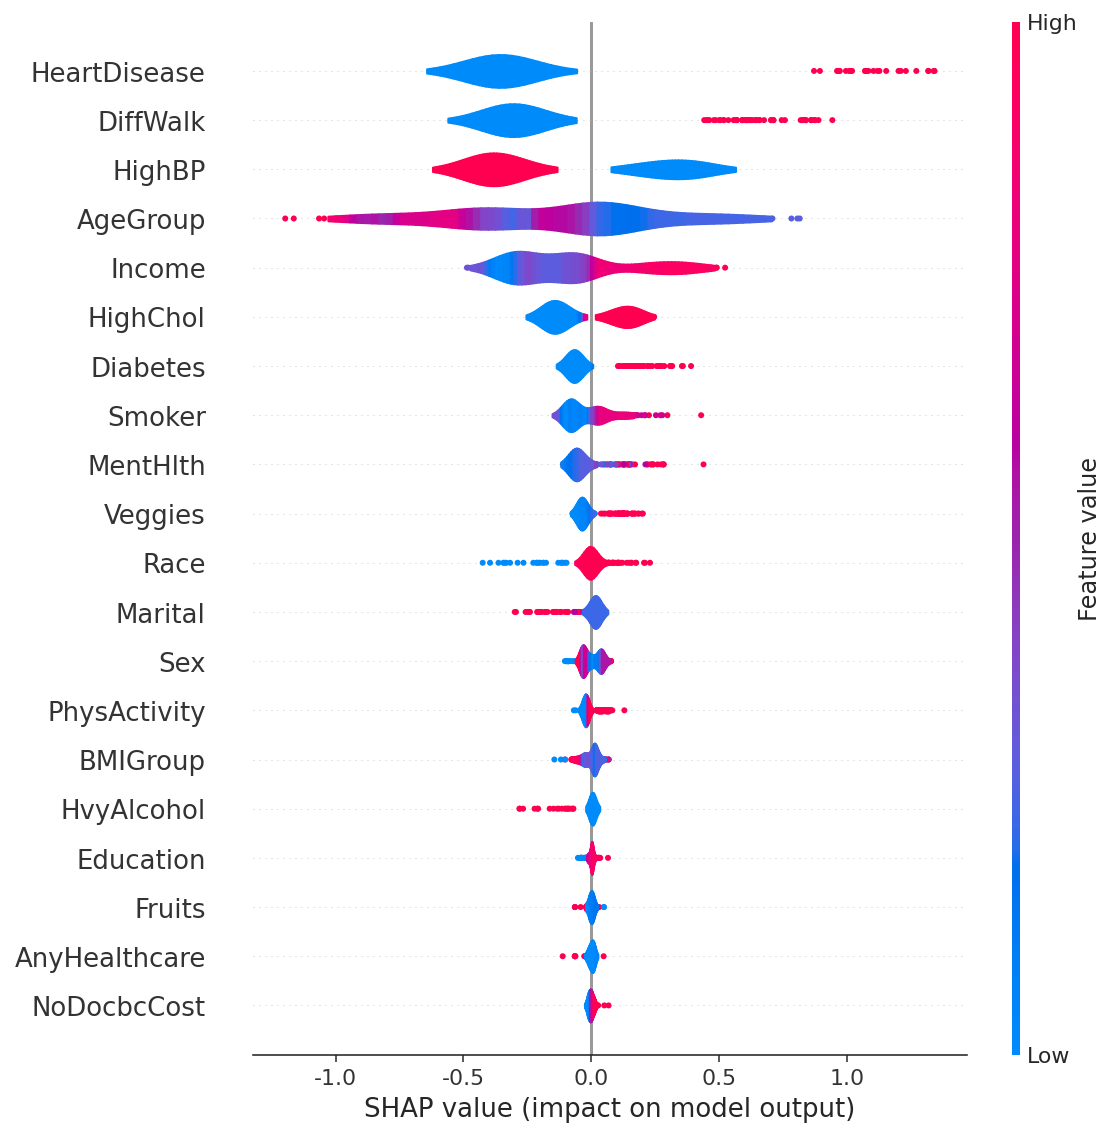 High
HeartDisease
DiffWalk
HighBP
AgeGroup
Income
HighChol
Diabetes
Smoker
MentHlth
Veggies
Race
Marital
Sex
PhysActivity
BMIGroup
HvyAlcohol
Education
Fruits
AnyHealthcare
NoDocbcCost
Feature value
Low
-1.0 -0.5 0.0 0.5 1.0
SHAP value (impact on model output)